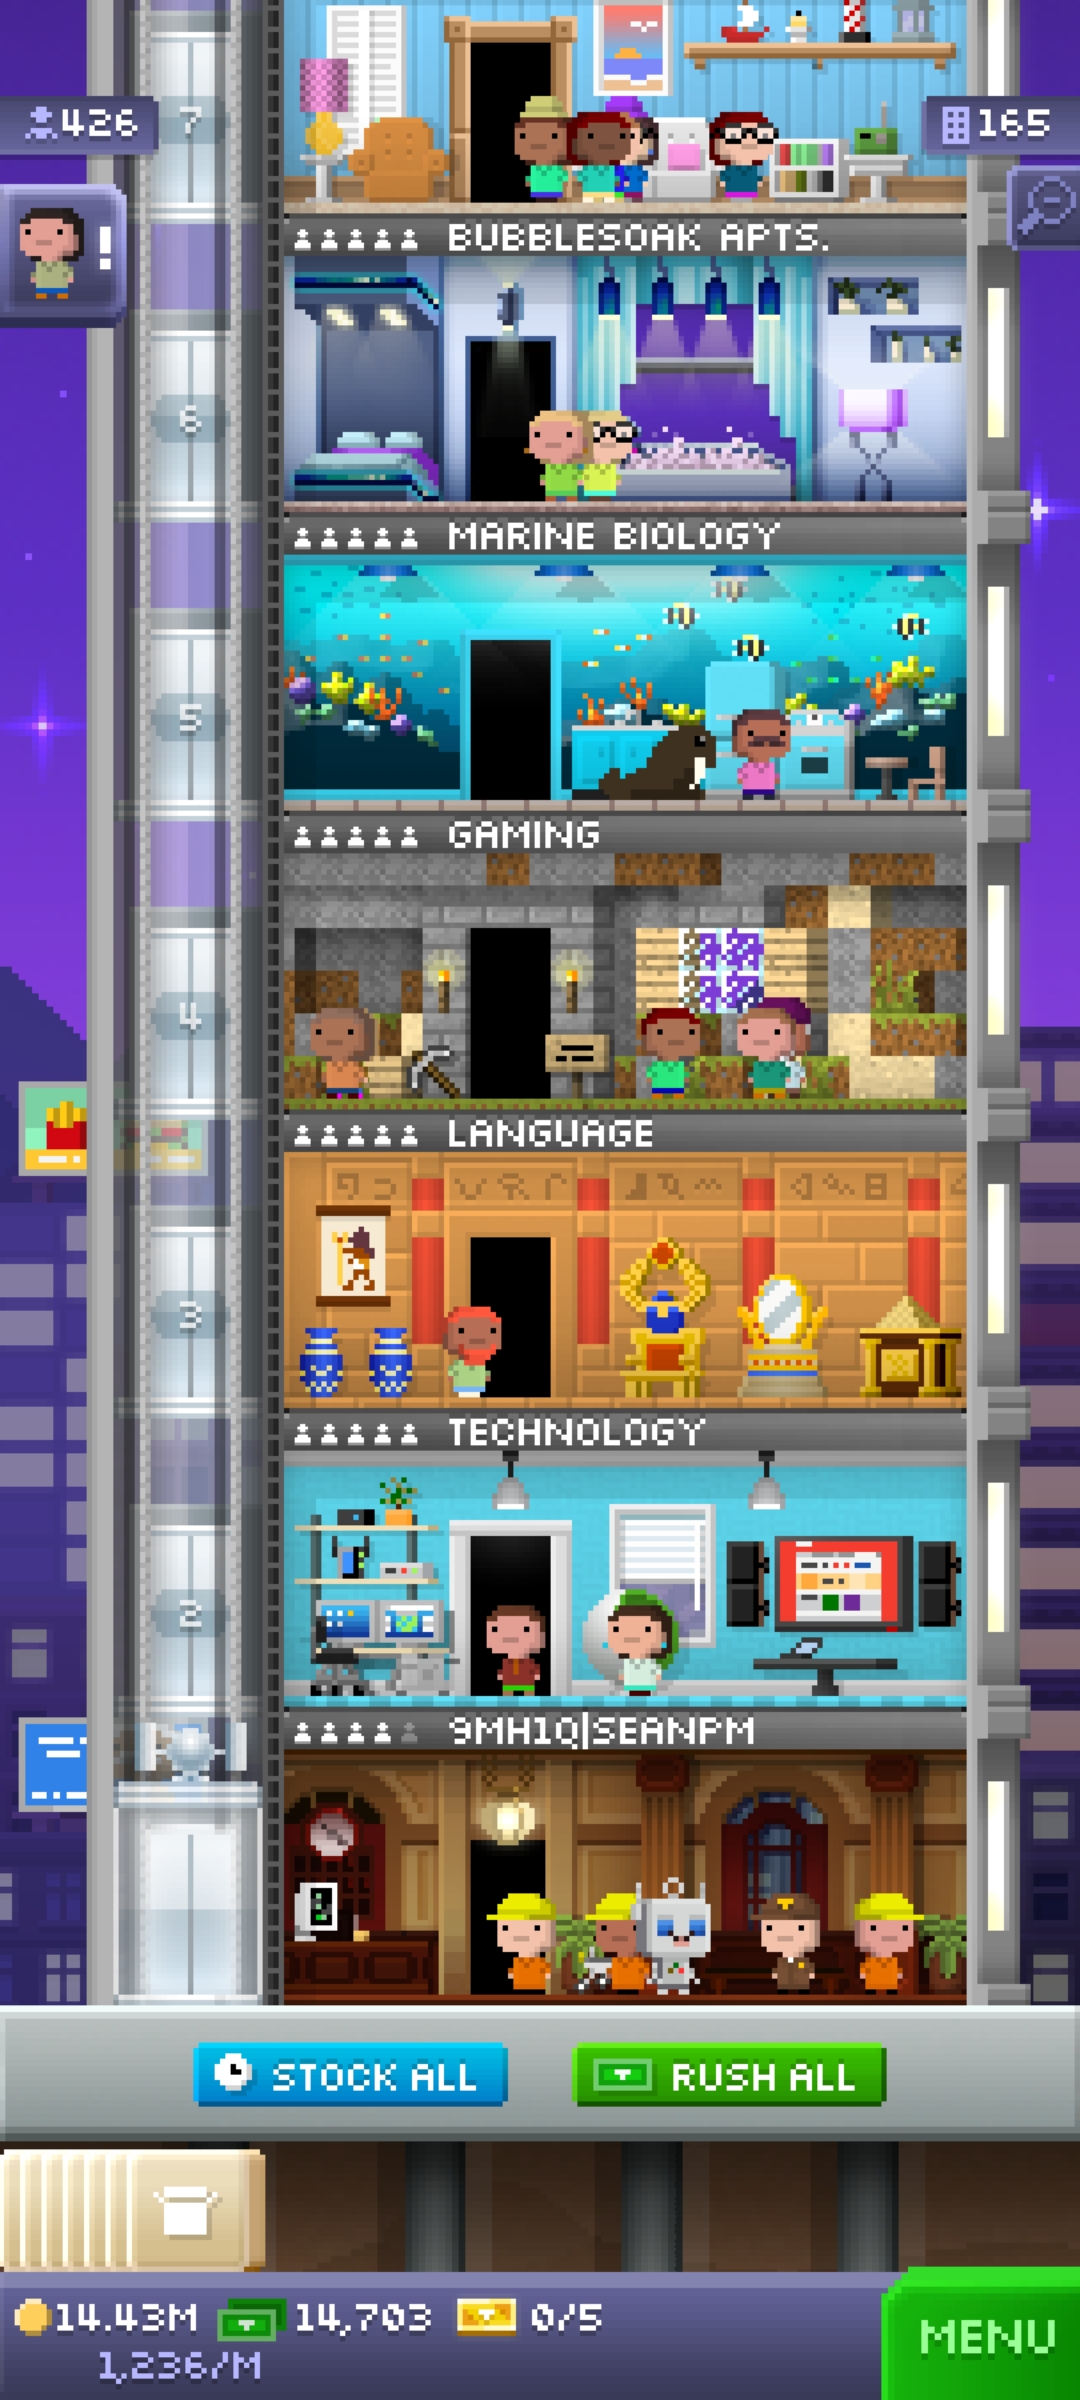 426
7
165
!
BUBBLESOAK APTS.
6
MARINE BIOLOGY
5
GAMING
4
LANGUAGE
3
TECHNOLOGY
2
9MH1Q|SEANPM
STOCK ALL
RUSH ALL
14.43M
14,703
0/5
1,236/M
MENU